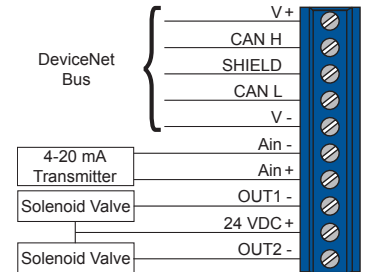 V+
CAN H
SHIELD
CAN L
V -
DeviceNet
Bus
Ain -
Ain+
4-20 mA
Transmitter
OUT1 -
Solenoid Valve
24 VDC+
OUT2 -
Solenoid Valve